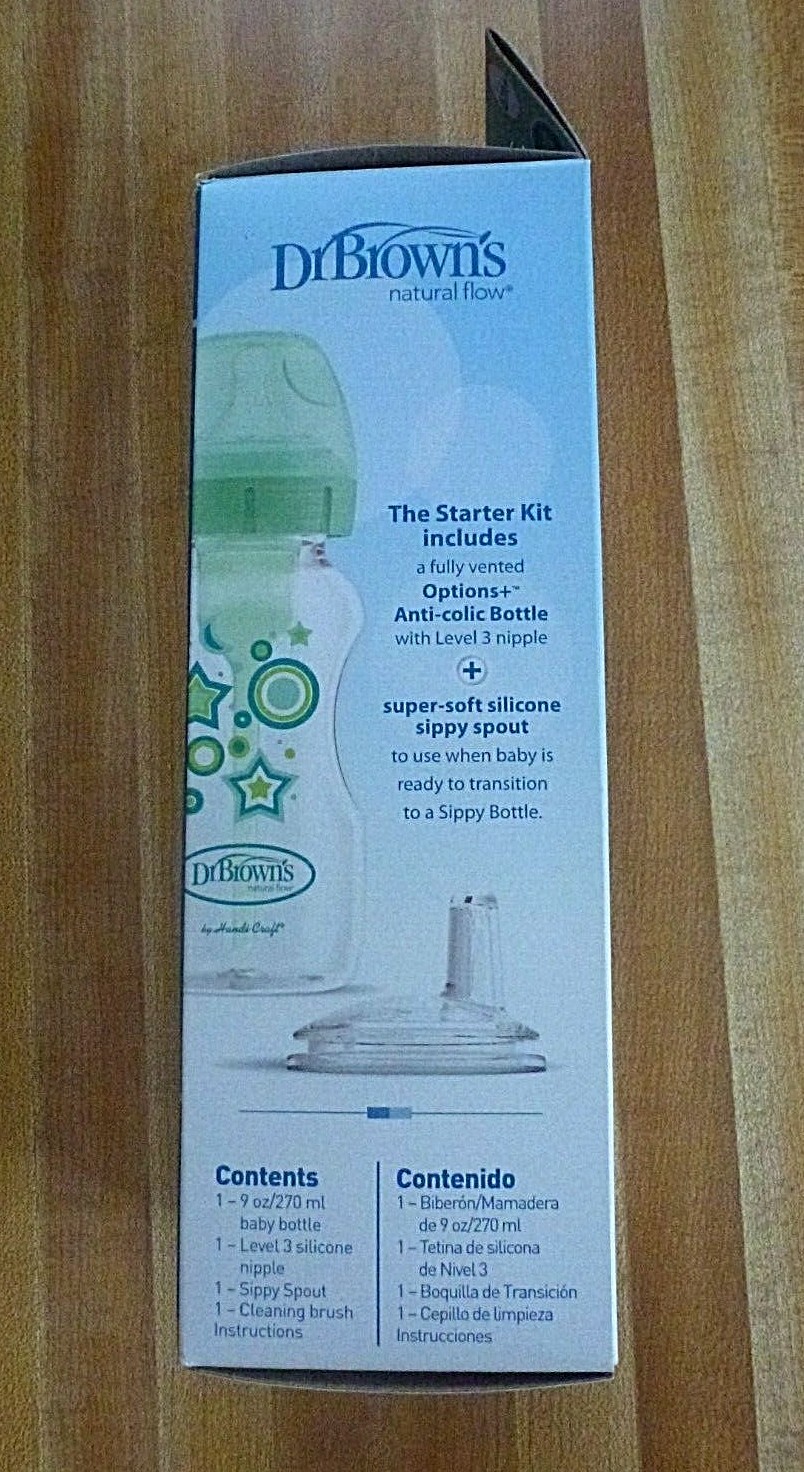 Dr Brown's
natural flow®
The Starter Kit
includes
a fully vented
Options+™
Anti-colic Bottle
with Level 3 nipple
+
super-soft silicone
sippy spout
to use when baby is
ready to transition
to a Sippy Bottle.
Dr Brown's
natural flow
by Handi-Craft®
Contents
1 – 9 oz/270 ml
baby bottle
1 – Level 3 silicone
nipple
1 – Sippy Spout
1 – Cleaning brush
Instructions
Contenido
1 – Biberón/Mamadera
de 9 oz/270 ml
1 – Tetina de silicona
de Nivel 3
1 – Boquilla de Transición
1 – Cepillo de limpieza
Instrucciones